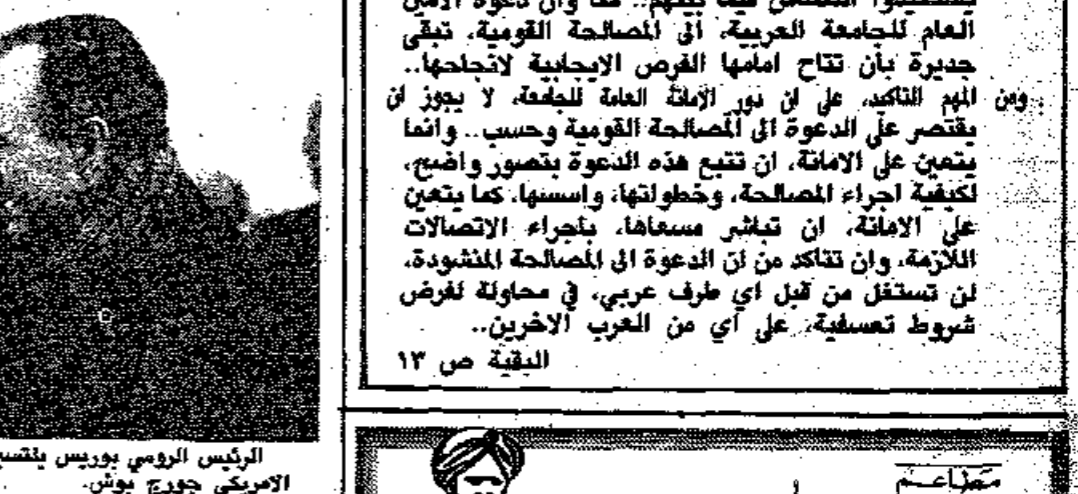 العام للجامعة العربية، الى المصالحة القومية، تبقى
جديرة بأن تتاح امامها الفرص الايجابية لانجاحها..
ومن المهم التاكيد، على ان دور الامانة العامة للجامعة، لا يجوز ان
يقتصر على الدعوة الى المصالحة القومية وحسب.. وانما
يتعين على الامانة، ان تتبع هذه الدعوة بتصور واضح،
لكيفية اجراء المصالحة، وخطواتها، واسسها، كما يتعين
على الامانة، ان تباشر مسعاها، بأجراء الاتصالات
اللازمة، وان تتاكد من ان الدعوة الى المصالحة المنشودة،
لن تستغل من قبل اي طرف عربي، في محاولة لفرض
شروط تعسفية، على اي من العرب الاخرين..
البقية ص ١٣
الرئيس الروسي بوريس يلتسين
الامريكي جورج بوش.
مطاعم